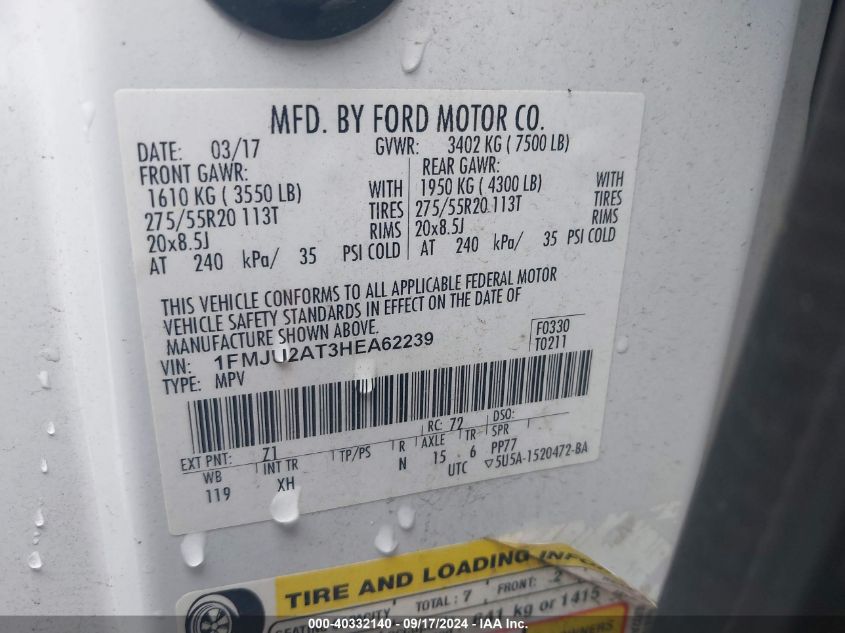 MFD. BY FORD MOTOR CO.
DATE: 03/17 GVWR: 3402 KG ( 7500 LB)
FRONT GAWR: REAR GAWR:
1610 KG ( 3550 LB) WITH 1950 KG ( 4300 LB) WITH
275/55R20 113T TIRES 275/55R20 113T TIRES
20x8.5J RIMS 20x8.5J RIMS
AT 240 kPa/ 35 PSI COLD AT 240 kPa/ 35 PSI COLD
THIS VEHICLE CONFORMS TO ALL APPLICABLE FEDERAL MOTOR
VEHICLE SAFETY STANDARDS IN EFFECT ON THE DATE OF
MANUFACTURE SHOWN ABOVE.
VIN: 1FMJU2AT3HEA62239 F0330
TYPE: MPV T0211
EXT PNT: Z1 RC: 72 DSO:
WB INT TR TP/PS R AXLE TR SPR
119 XH N 15 6 PP77
UTC ▽5U5A-1520472-BA
TIRE AND LOADING
TOTAL : 7 FRONT: 2
kg or 1415
000-40332140 - 09/17/2024 - IAA Inc.